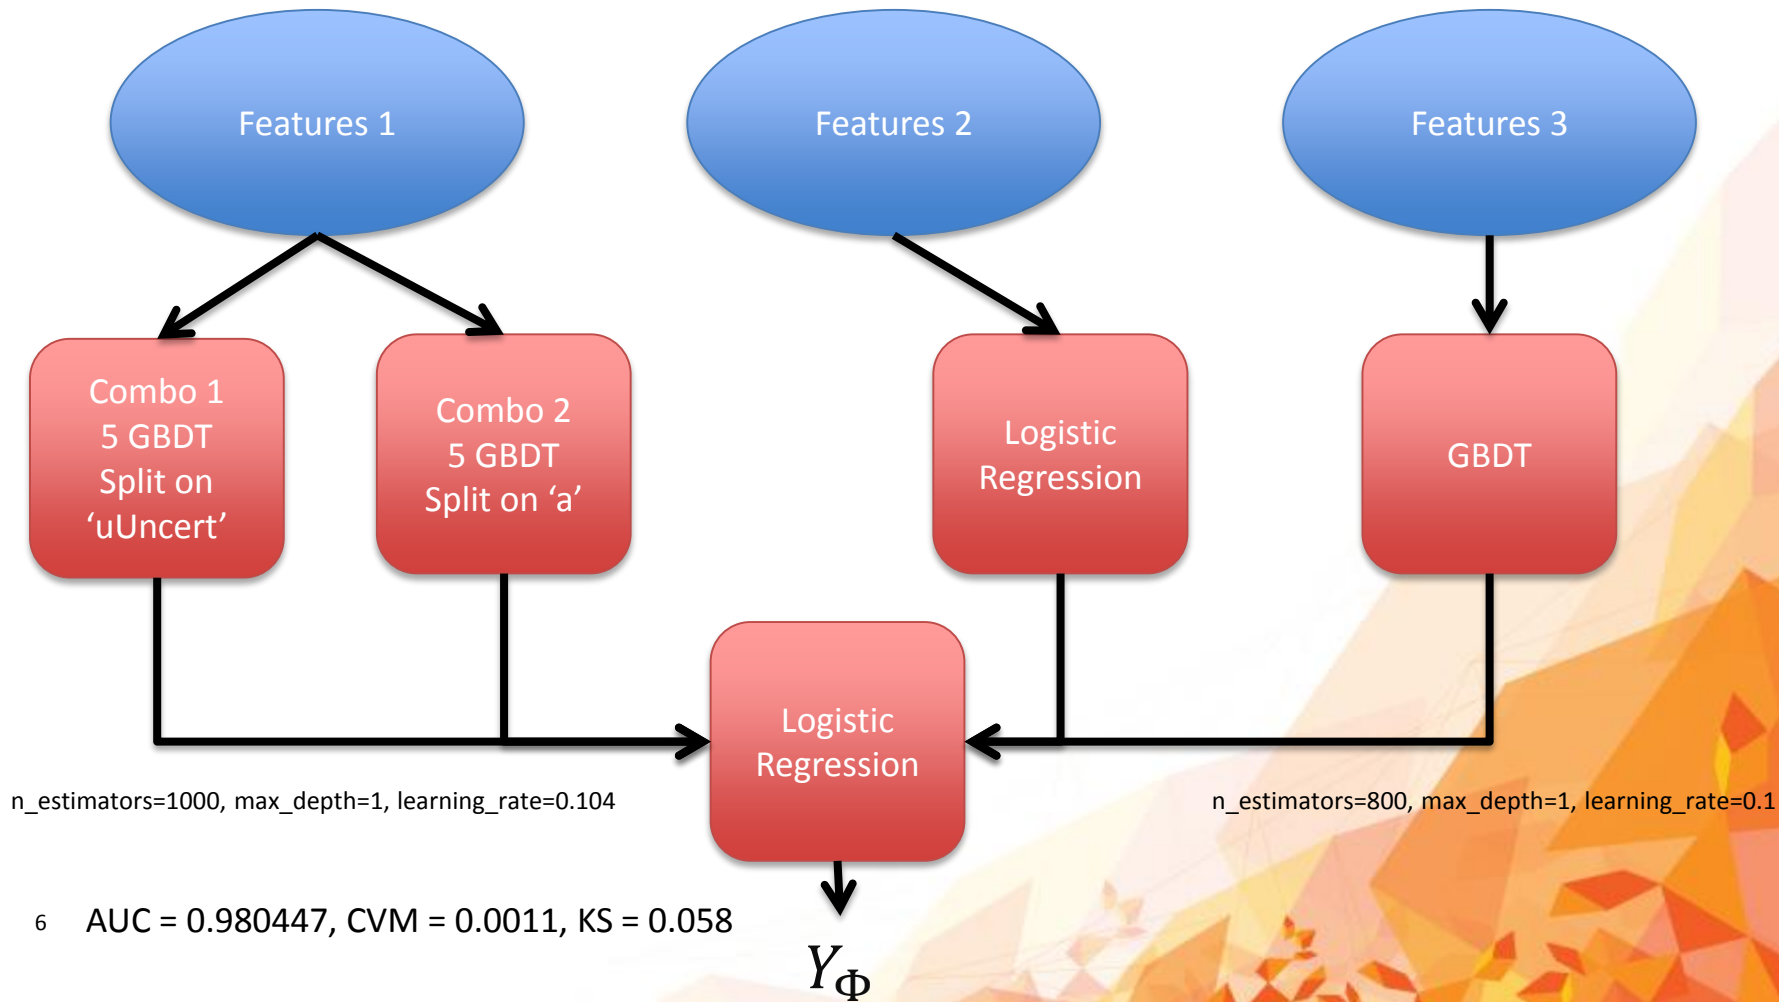 Features 1
Features 2
Features 3
Combo 1
5 GBDT
Split on
‘uUncert’
Combo 2
5 GBDT
Split on ‘a’
Logistic
Regression
GBDT
Logistic
Regression
n_estimators=1000, max_depth=1, learning_rate=0.104
n_estimators=800, max_depth=1, learning_rate=0.1
6
AUC = 0.980447, CVM = 0.0011, KS = 0.058
Y_Φ